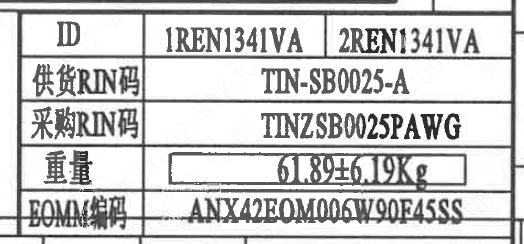 ID 1REN1341VA 2REN1341VA
供货RIN码 TIN-SB0025-A
采购RIN码 TINZSB0025PAWG
重量 61.89±6.19Kg
EOMM编码 ANX42EOM006W90F45SS